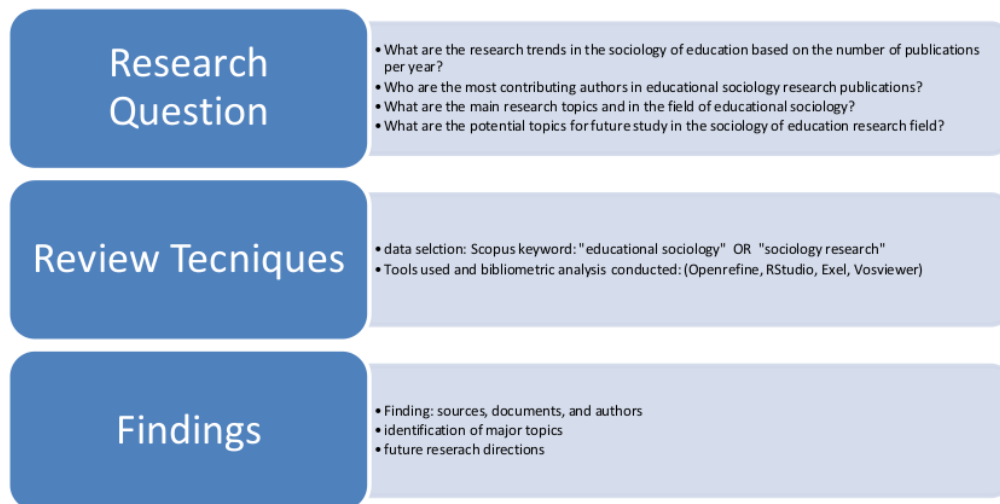 Research
Question
• What are the research trends in the sociology of education based on the number of publications
per year?
• Who are the most contributing authors in educational sociology research publications?
• What are the main research topics and in the field of educational sociology?
• What are the potential topics for future study in the sociology of education research field?
Review Tecniques
• data selction: Scopus keyword: "educational sociology" OR "sociology research"
• Tools used and bibliometric analysis conducted: (Openrefine, RStudio, Exel, Vosviewer)
Findings
• Finding: sources, documents, and authors
• identification of major topics
• future reserach directions